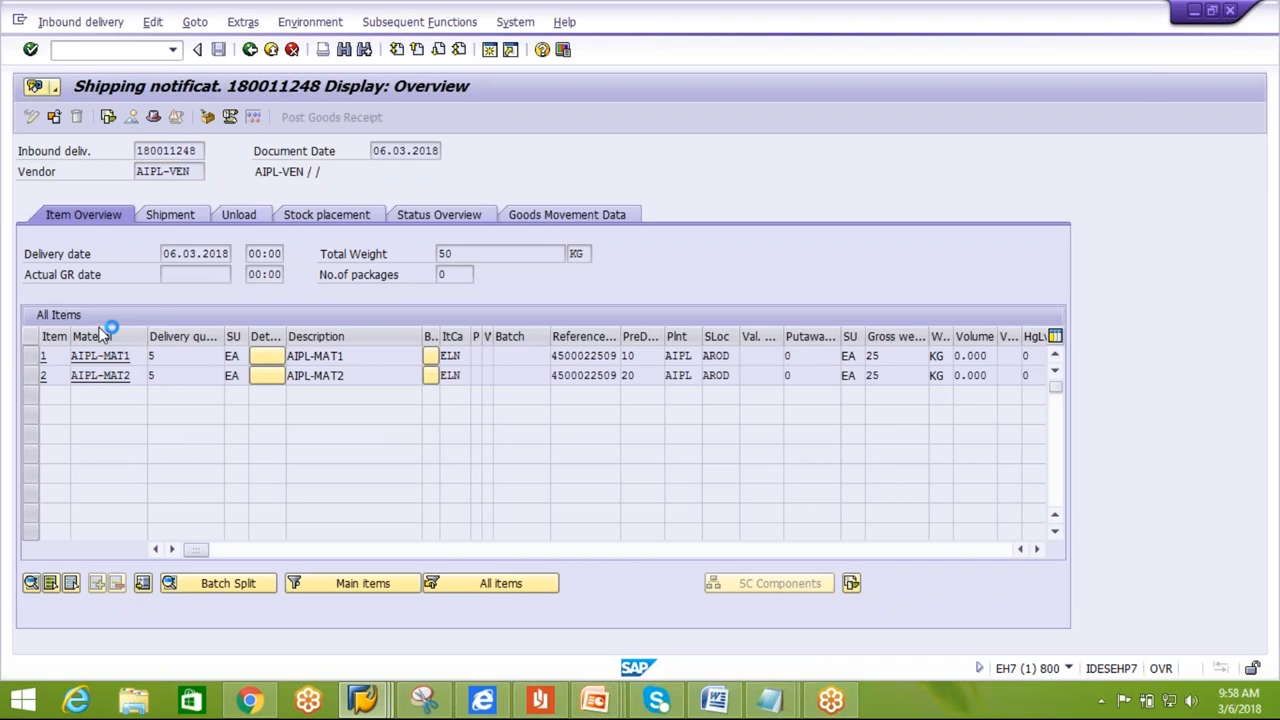 Inbound delivery Edit Goto Extras Environment Subsequent Functions System Help
Shipping notificat. 180011248 Display: Overview
Post Goods Receipt
Inbound deliv. 180011248 Document Date 06.03.2018
Vendor AIPL-VEN AIPL-VEN / /
Item Overview Shipment Unload Stock placement Status Overview Goods Movement Data
Delivery date 06.03.2018 00:00 Total Weight 50 KG
Actual GR date 00:00 No.of packages 0
All Items
Item Delivery qu... SU Det... Description B.. ItCa P V Batch Reference... PreD... Plnt SLoc Val. ... Putawa... SU Gross we... W.. Volume V... HgLv
1 AIPL-MAT1 5 EA AIPL-MAT1 ELN 4500022509 10 AIPL AROD 0 EA 25 KG 0.000 0
2 AIPL-MAT2 5 EA AIPL-MAT2 ELN 4500022509 20 AIPL AROD 0 EA 25 KG 0.000 0
Batch Split Main items All items SC Components
SAP EH7 (1) 800 IDESEHP7 OVR
9:58 AM
3/6/2018